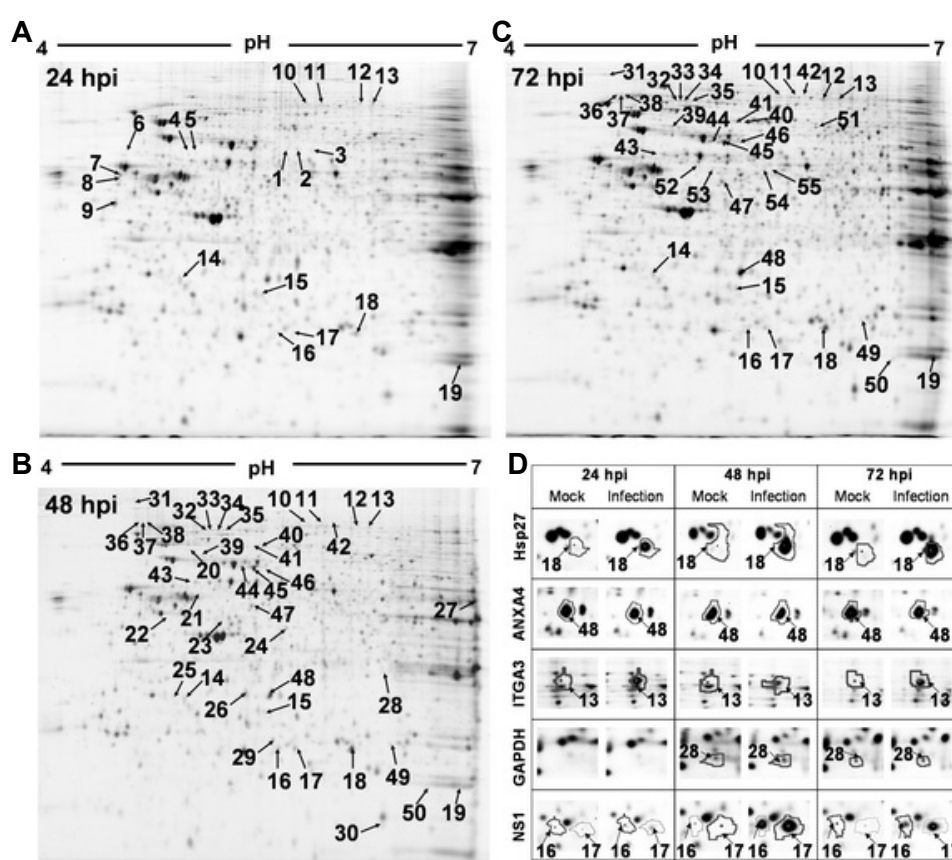 A
4 pH 7
24 hpi
10 11 12 13
6 4 5
3
7
8
1 2
9
14
15
18
17
16
19
C
4 pH 7
72 hpi
31 32 33 34 10 11 42 12 13
35
36 37 38
39 44 41 40 51
46
45
43
52 53 47 54 55
14
48
15
16 17 18 49
50 19
B
4 pH 7
48 hpi
31 32 33 34 35 10 11 12 13
36 37 38
42
40
39
41
20
43
46
44 45
47
27
22 21
23 24
25 14
26
48
15
28
29 16 17 18 49
50 19
30
D
24 hpi 48 hpi 72 hpi
Mock Infection Mock Infection Mock Infection
Hsp27
18 18 18 18 18 18
ANXA4
48 48 48 48 48 48
ITGA3
13 13 13 13 13 13
GAPDH
28 28 28 28
NS1
16 17 16 17 16 17 16 17 16 17 16 1